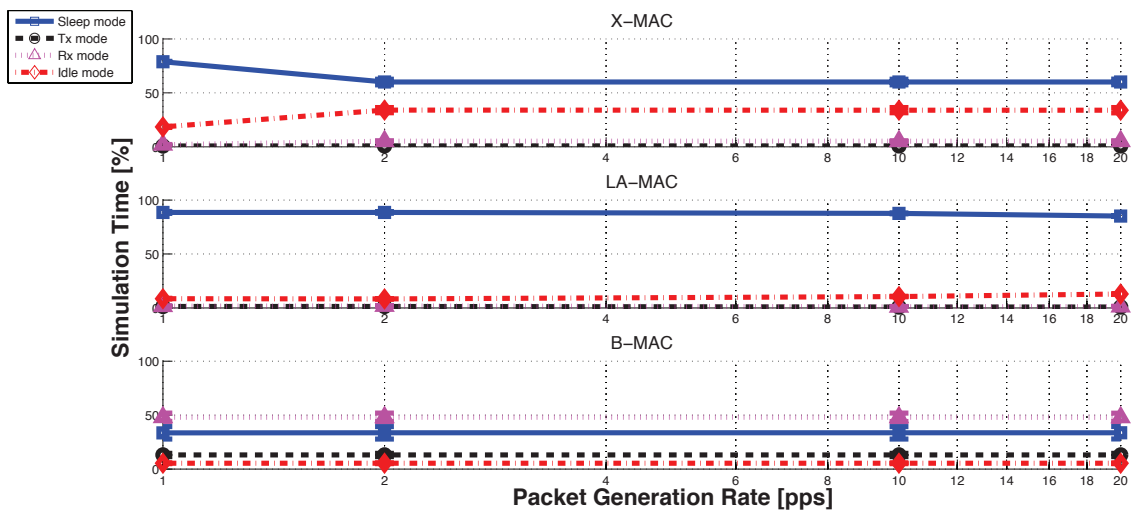 Sleep mode
Tx mode
Rx mode
Idle mode
X−MAC
100
50
0
1 2 4 6 8 10 12 14 16 18 20
LA−MAC
100
50
0
1 2 4 6 8 10 12 14 16 18 20
B−MAC
100
50
0
1 2 4 6 8 10 12 14 16 18 20
Simulation Time [%]
Packet Generation Rate [pps]